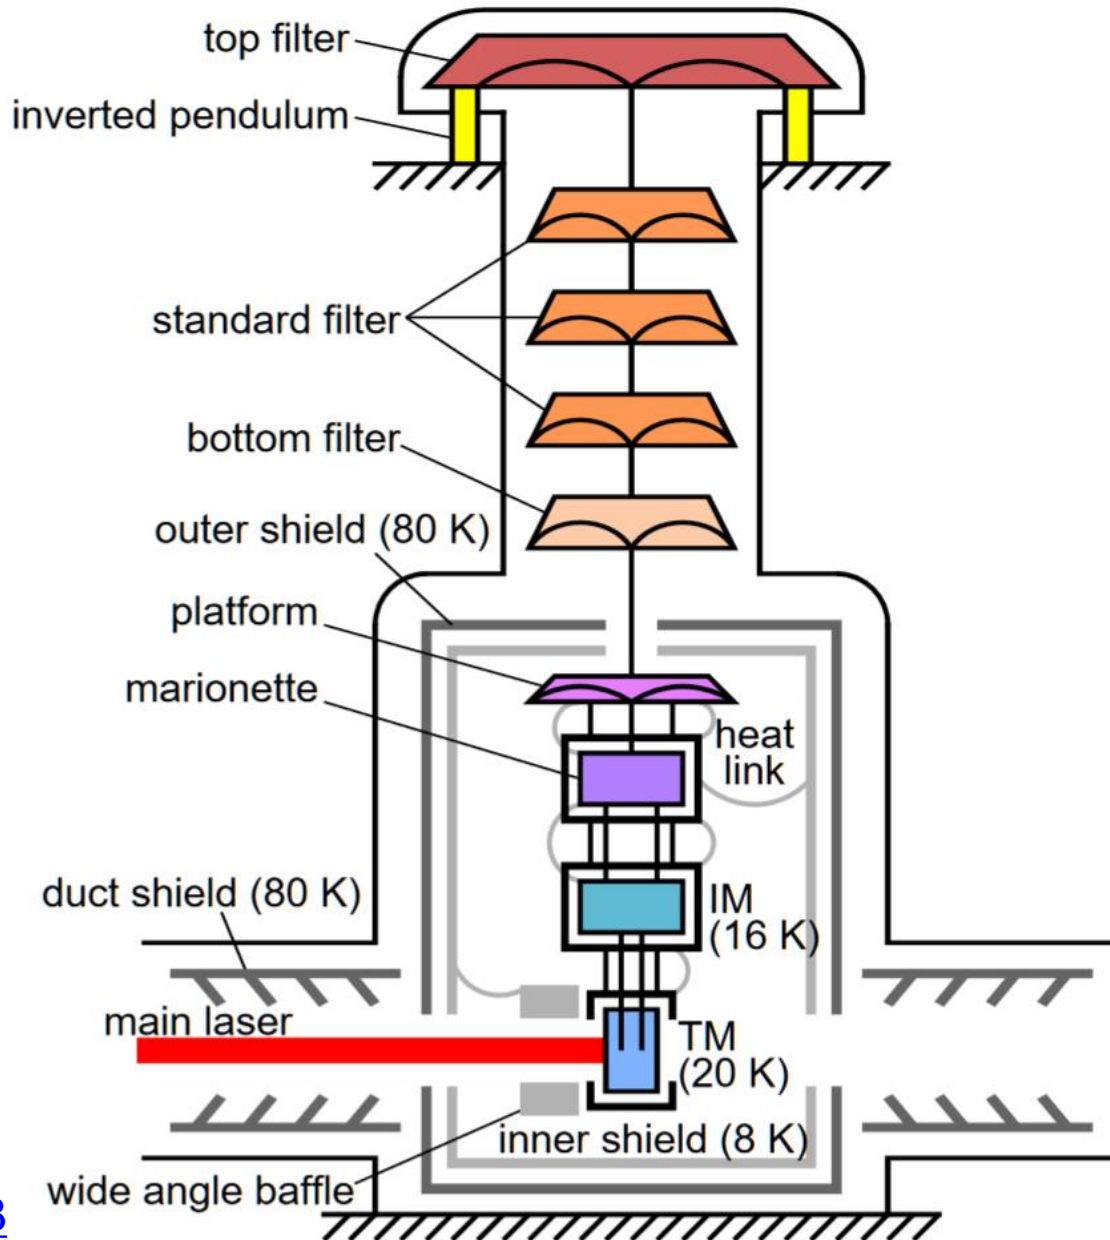 top filter
inverted pendulum
standard filter
bottom filter
outer shield (80 K)
platform
marionette
heat
link
duct shield (80 K)
IM
(16 K)
main laser
TM
(20 K)
inner shield (8 K)
wide angle baffle